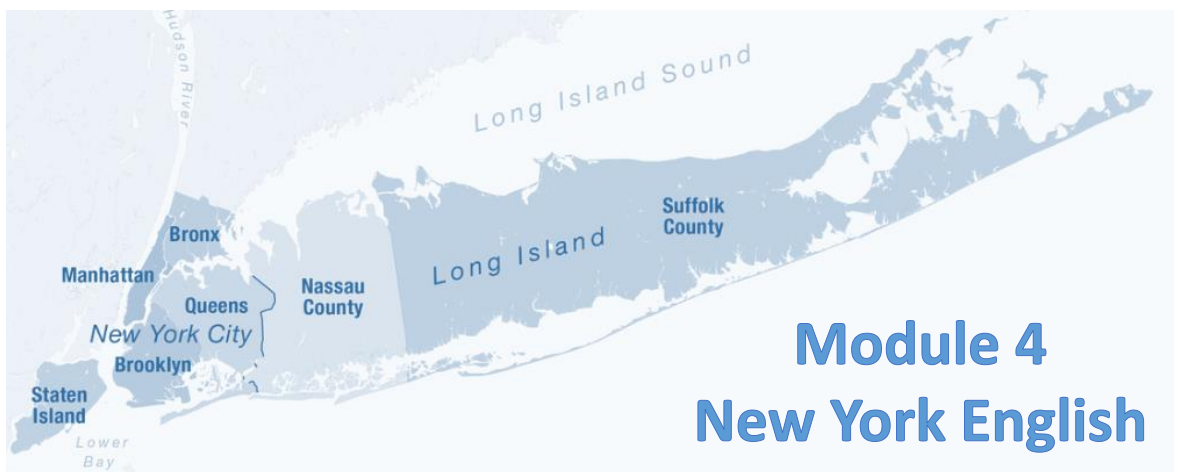 Hudson River
Long Island Sound
Bronx
Manhattan
Queens
New York City
Brooklyn
Staten
Island
Lower
Bay
Nassau
County
Long Island
Suffolk
County
Module 4
New York English